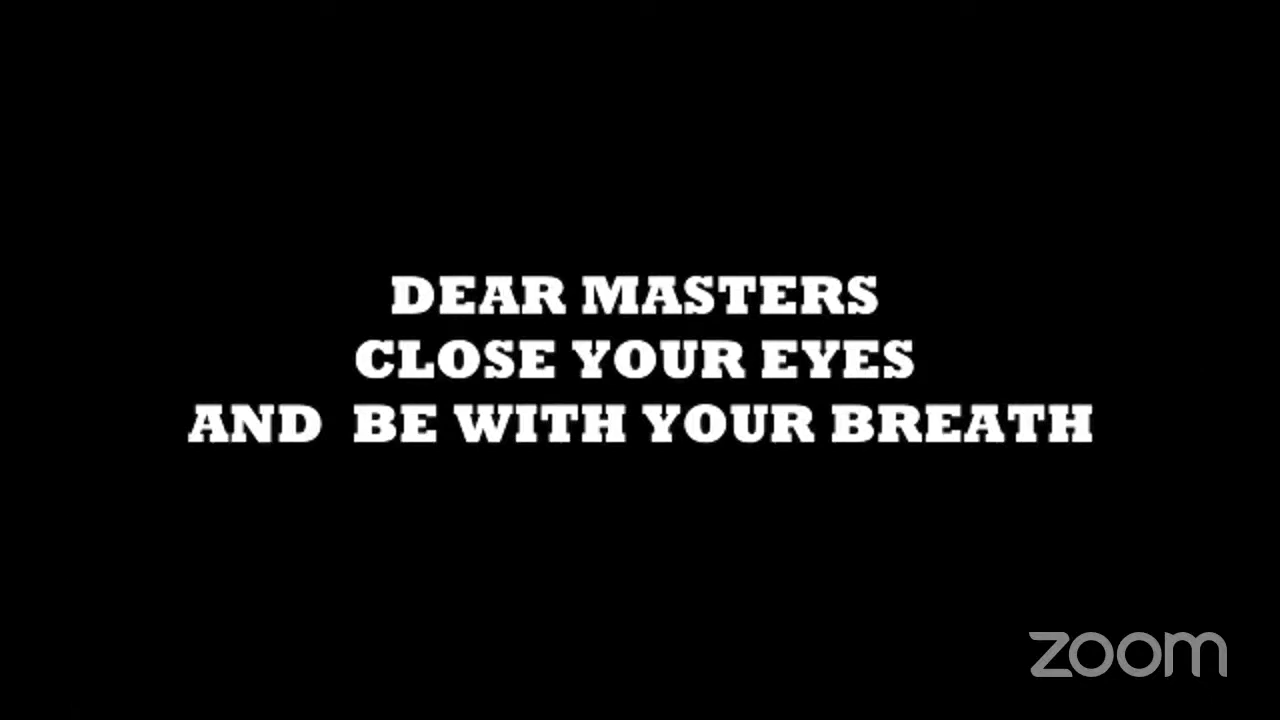 DEAR MASTERS
CLOSE YOUR EYES
AND  BE WITH YOUR BREATH
zoom